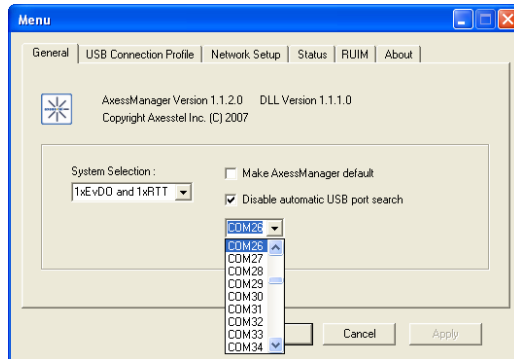 Menu
General
USB Connection Profile
Network Setup
Status
RUIM
About
AxessManager Version 1.1.2.0 DLL Version 1.1.1.0
Copyright Axesstel Inc. (C) 2007
System Selection :
1xEvDO and 1xRTT
Make AxessManager default
Disable automatic USB port search
COM26
COM26
COM27
COM28
COM29
COM30
COM31
COM32
COM33
COM34
Cancel
Apply